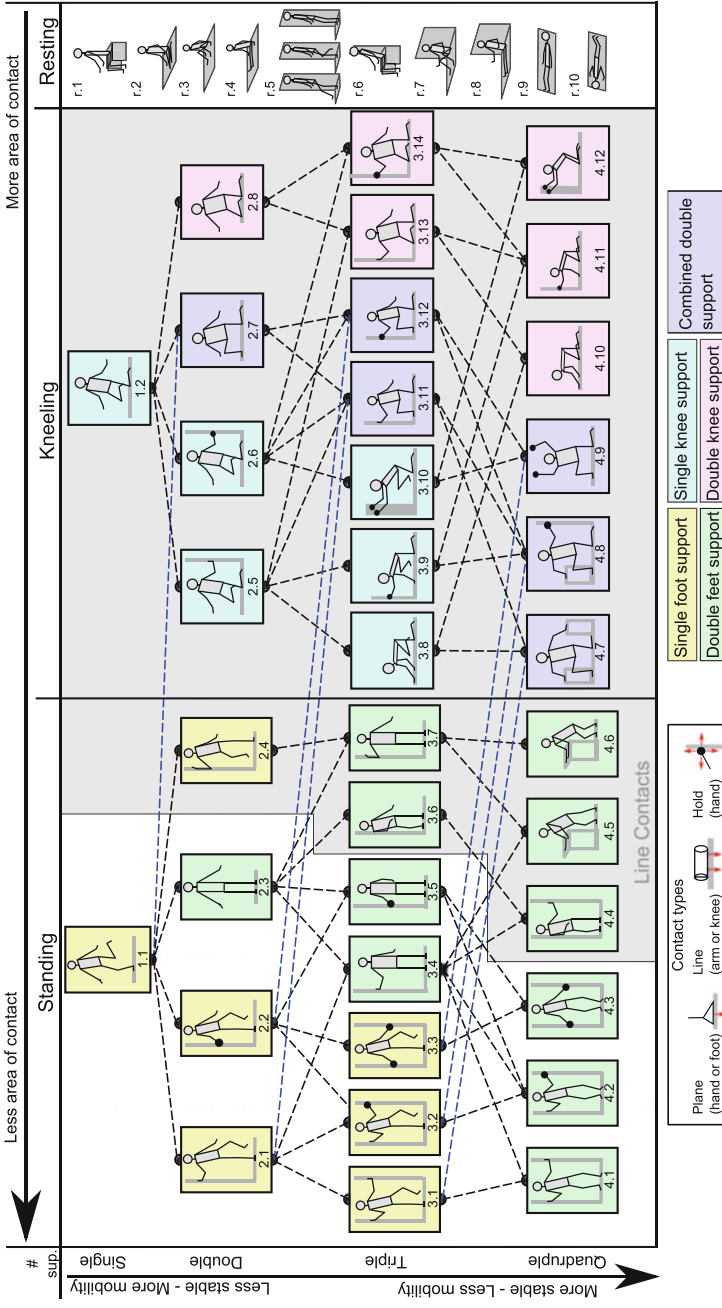 Less area of contact
More area of contact
# sup.
Standing
Kneeling
Resting
Single
Double
Triple
Quadruple
Less stable - More mobility
More stable - Less mobility
1.1
1.2
2.1
2.2
2.3
2.4
2.5
2.6
2.7
2.8
3.1
3.2
3.3
3.4
3.5
3.6
3.7
3.8
3.9
3.10
3.11
3.12
3.13
3.14
4.1
4.2
4.3
4.4
4.5
4.6
4.7
4.8
4.9
4.10
4.11
4.12
r.1
r.2
r.3
r.4
r.5
r.6
r.7
r.8
r.9
r.10
Line Contacts
Contact types
Plane
(hand or foot)
Line
(arm or knee)
Hold
(hand)
Single foot support
Double feet support
Single knee support
Double knee support
Combined double
support